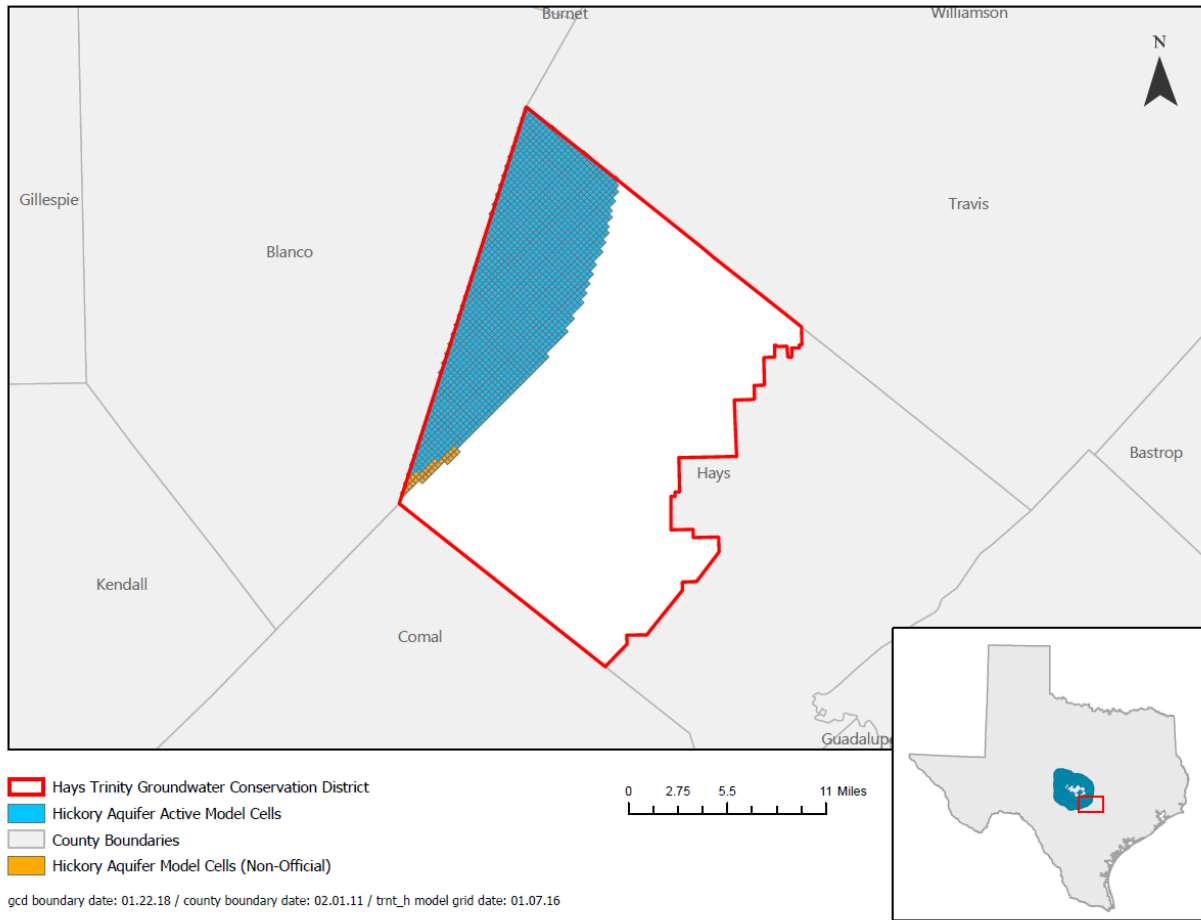 Burnet
Williamson
N
Gillespie
Travis
Blanco
Bastrop
Hays
Kendall
Comal
Hays Trinity Groundwater Conservation District
Hickory Aquifer Active Model Cells
County Boundaries
Hickory Aquifer Model Cells (Non-Official)
0 2.75 5.5 11 Miles
gcd boundary date: 01.22.18 / county boundary date: 02.01.11 / trnt_h model grid date: 01.07.16